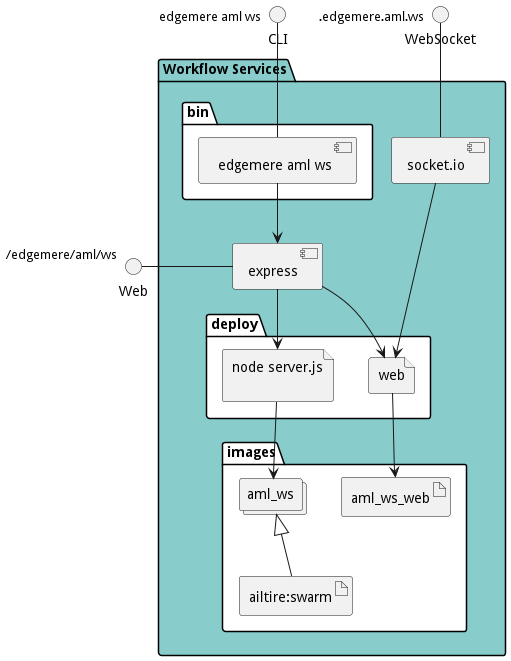 edgemere aml ws
.edgemere.aml.ws
CLI
WebSocket
Workflow Services
bin
edgemere aml ws
socket.io
/edgemere/aml/ws
Web
express
deploy
node server.js
web
images
aml_ws
aml_ws_web
ailtire:swarm